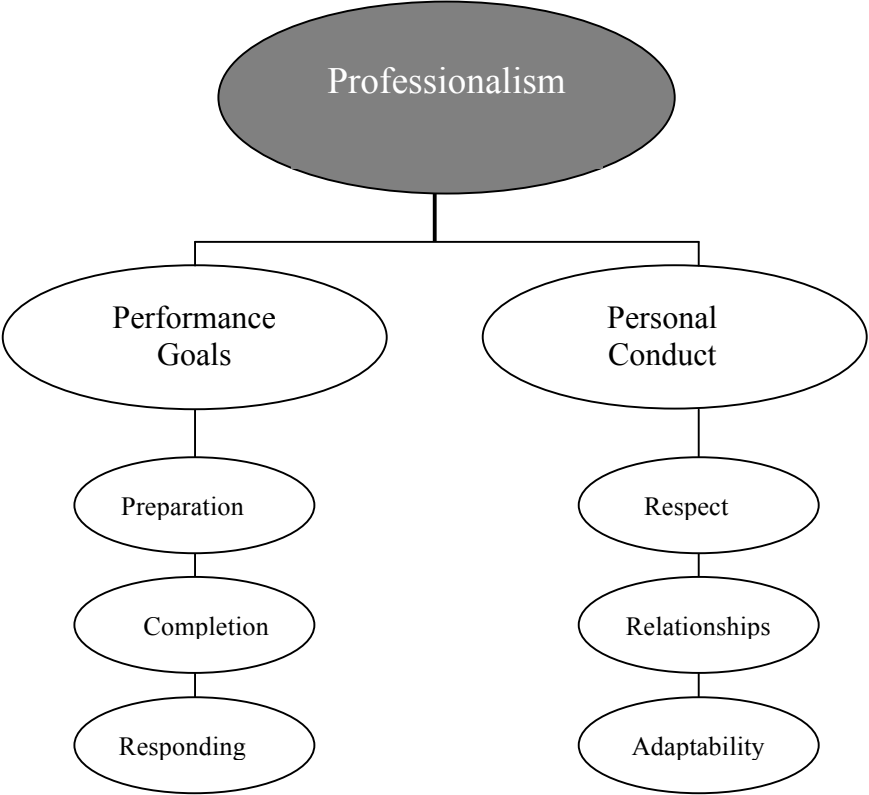 Professionalism
Performance
Goals
Personal
Conduct
Preparation
Respect
Completion
Relationships
Responding
Adaptability